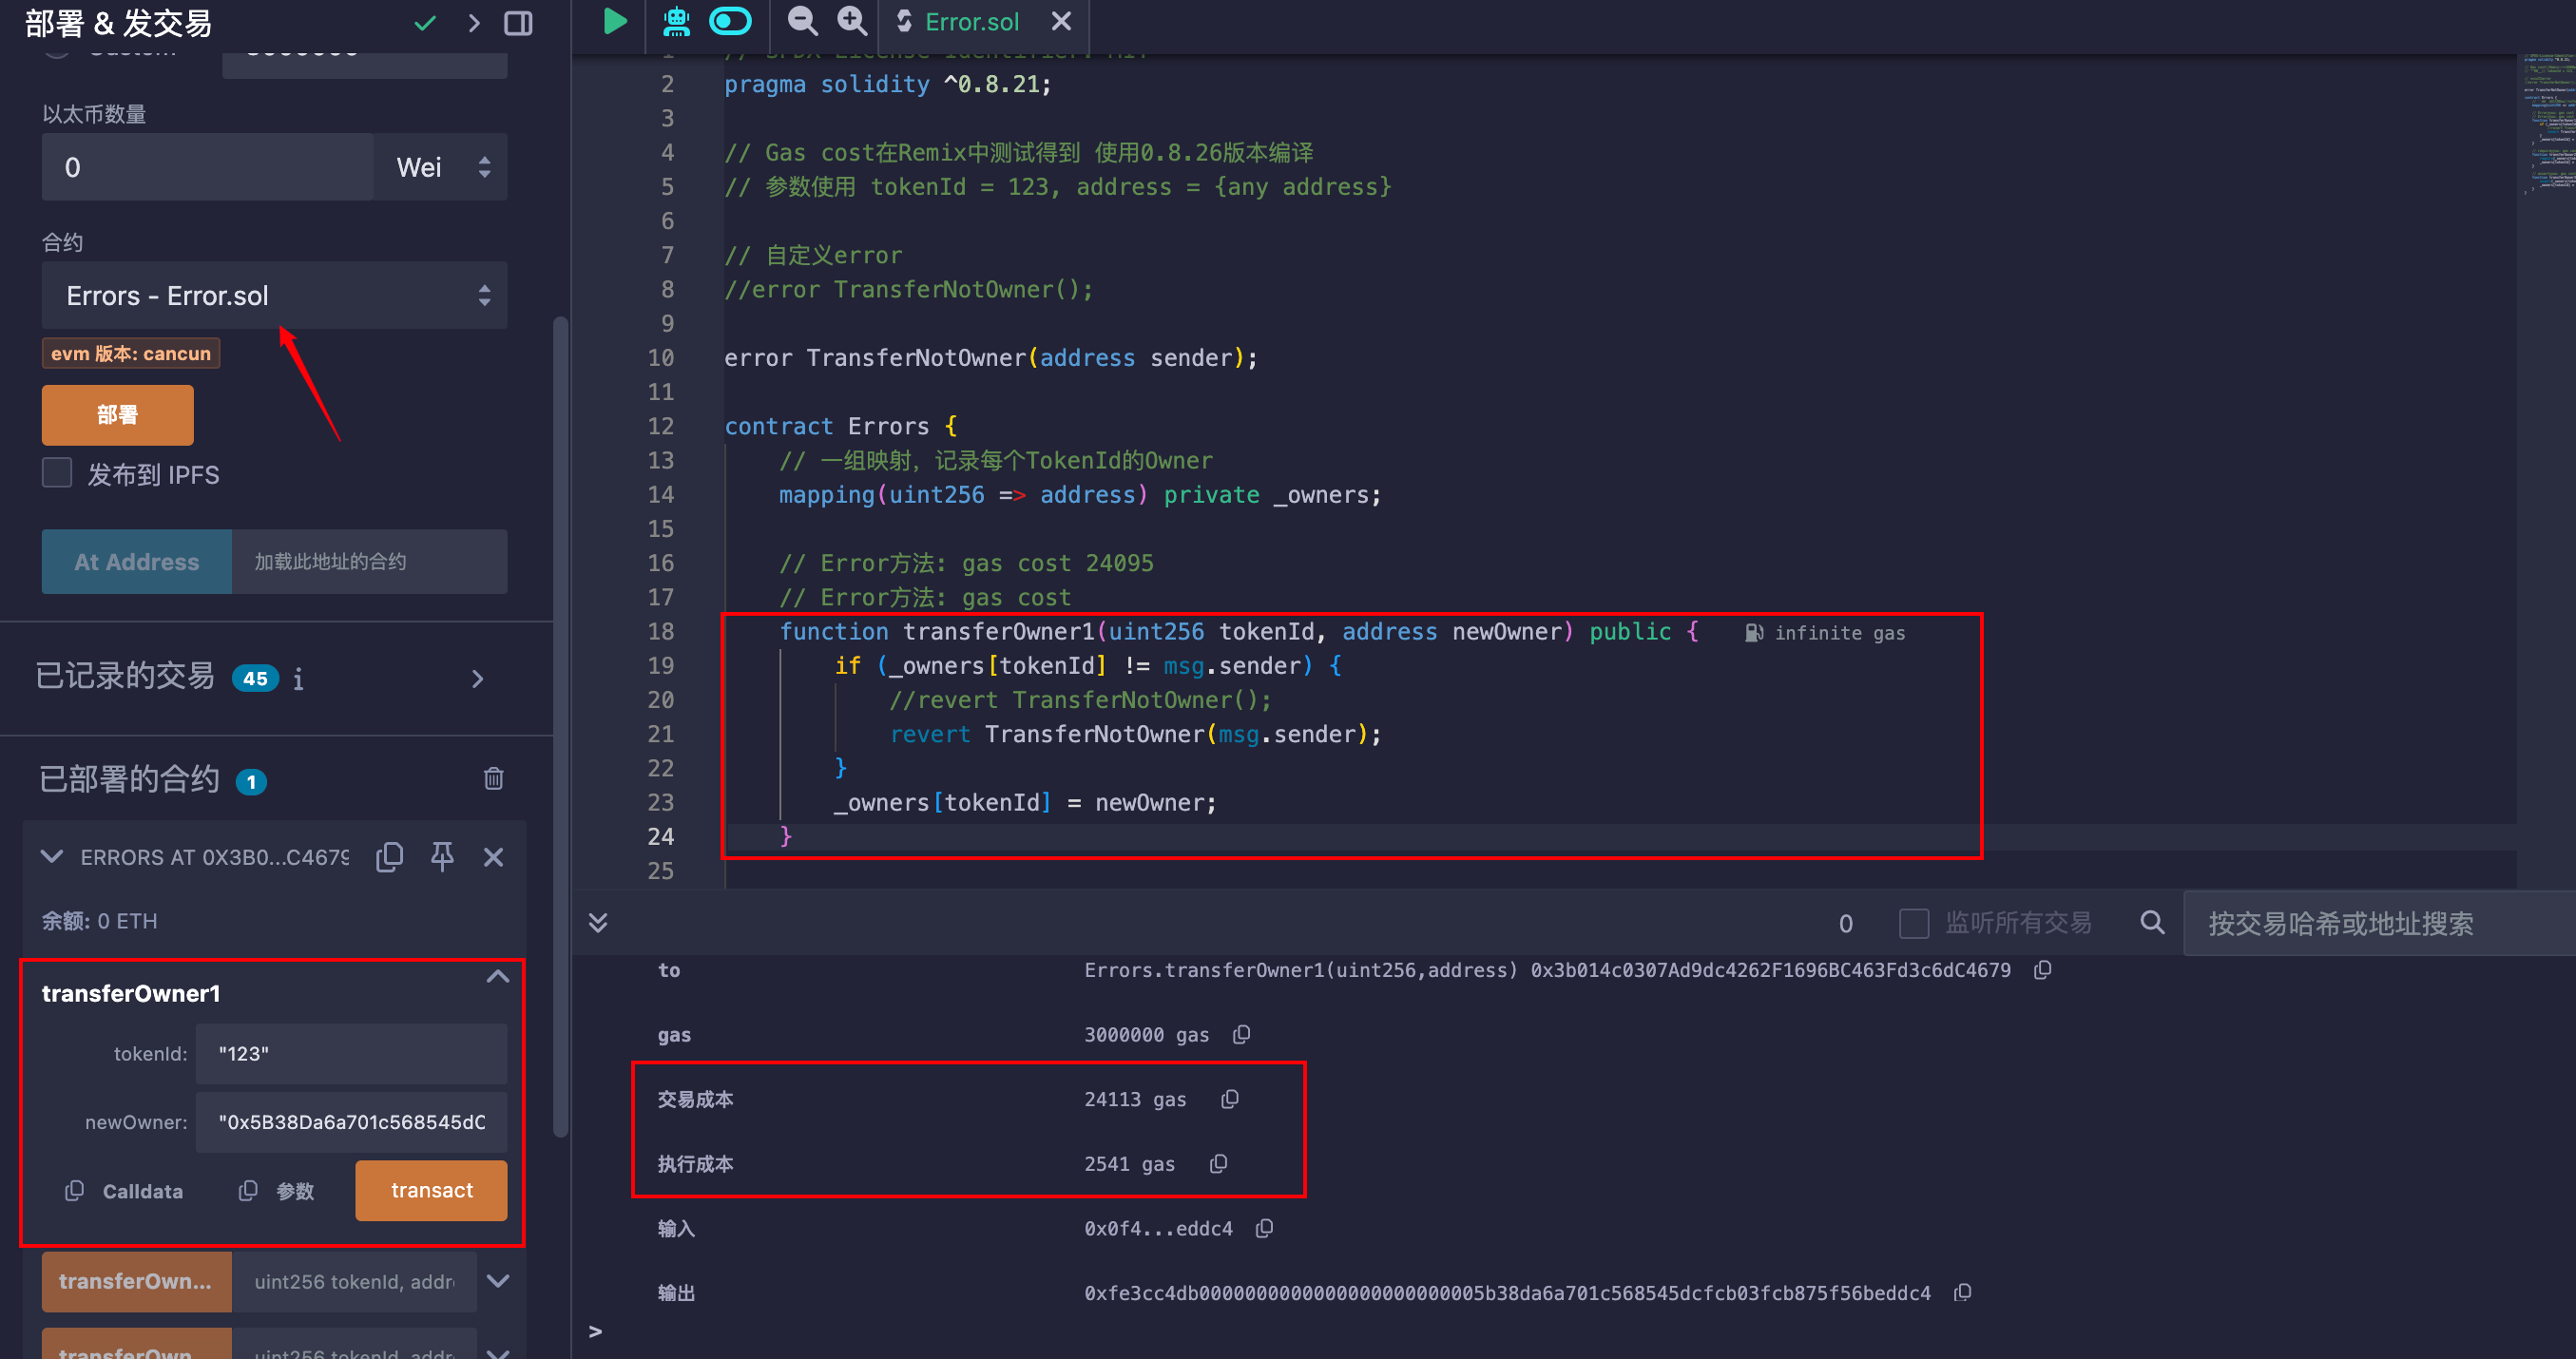 部署 & 发交易
以太币数量
0
Wei
合约
Errors - Error.sol
evm 版本: cancun
部署
发布到 IPFS
At Address
加载此地址的合约
已记录的交易 45 i
已部署的合约 1
ERRORS AT 0X3B0...C4679
余额: 0 ETH
transferOwner1
tokenId: "123"
newOwner: "0x5B38Da6a701c568545dC
Calldata
参数
transact
transferOwn...
uint256 tokenId, addr
transferOwn
uint256 tokenId, addr
Error.sol
1 // SPDX-License-Identifier: MIT
2 pragma solidity ^0.8.21;
3
4 // Gas cost在Remix中测试得到 使用0.8.26版本编译
5 // 参数使用 tokenId = 123, address = {any address}
6
7 // 自定义error
8 //error TransferNotOwner();
9
10 error TransferNotOwner(address sender);
11
12 contract Errors {
13 // 一组映射，记录每个TokenId的Owner
14 mapping(uint256 => address) private _owners;
15
16 // Error方法: gas cost 24095
17 // Error方法: gas cost
18 function transferOwner1(uint256 tokenId, address newOwner) public { infinite gas
19 if (_owners[tokenId] != msg.sender) {
20 //revert TransferNotOwner();
21 revert TransferNotOwner(msg.sender);
22 }
23 _owners[tokenId] = newOwner;
24 }
25
0
监听所有交易
按交易哈希或地址搜索
to Errors.transferOwner1(uint256,address) 0x3b014c0307Ad9dc4262F1696BC463Fd3c6dC4679
gas 3000000 gas
交易成本 24113 gas
执行成本 2541 gas
输入 0x0f4...eddc4
输出 0xfe3cc4db0000000000000000000000005b38da6a701c568545dcfcb03fcb875f56beddc4
>